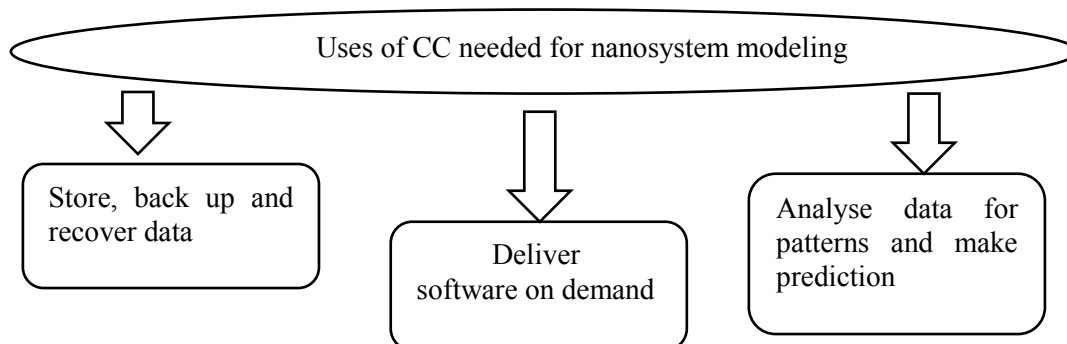 Uses of CC needed for nanosystem modeling
Store, back up and
recover data
Deliver
software on demand
Analyse data for
patterns and make
prediction